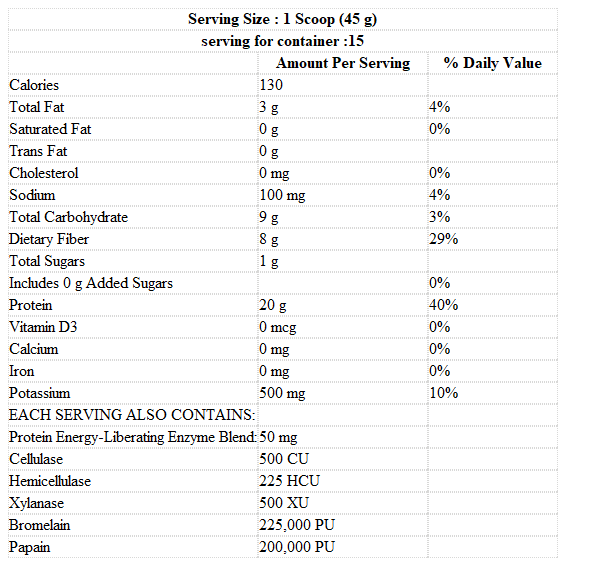 Serving Size : 1 Scoop (45 g)
serving for container :15
Amount Per Serving % Daily Value
Calories 130
Total Fat 3 g 4%
Saturated Fat 0 g 0%
Trans Fat 0 g
Cholesterol 0 mg 0%
Sodium 100 mg 4%
Total Carbohydrate 9 g 3%
Dietary Fiber 8 g 29%
Total Sugars 1 g
Includes 0 g Added Sugars 0%
Protein 20 g 40%
Vitamin D3 0 mcg 0%
Calcium 0 mg 0%
Iron 0 mg 0%
Potassium 500 mg 10%
EACH SERVING ALSO CONTAINS:
Protein Energy-Liberating Enzyme Blend: 50 mg
Cellulase 500 CU
Hemicellulase 225 HCU
Xylanase 500 XU
Bromelain 225,000 PU
Papain 200,000 PU